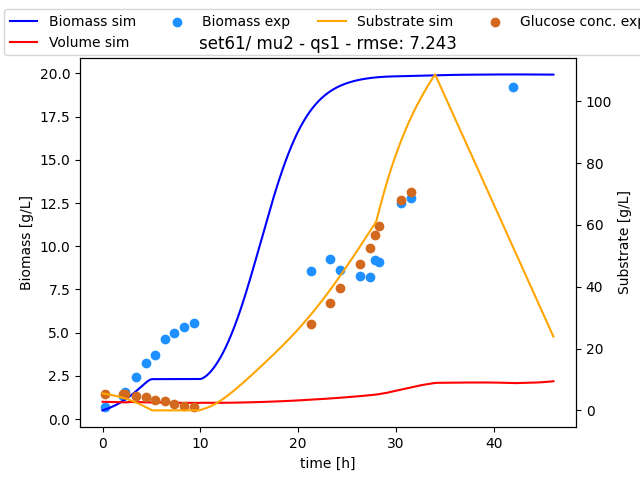 Biomass sim
Volume sim
Biomass exp
Substrate sim
Glucose conc. exp
set61/ mu2 - qs1 - rmse: 7.243
20.0
17.5
15.0
12.5
10.0
7.5
5.0
2.5
0.0
Biomass [g/L]
100
80
60
40
20
0
Substrate [g/L]
0
10
20
30
40
time [h]